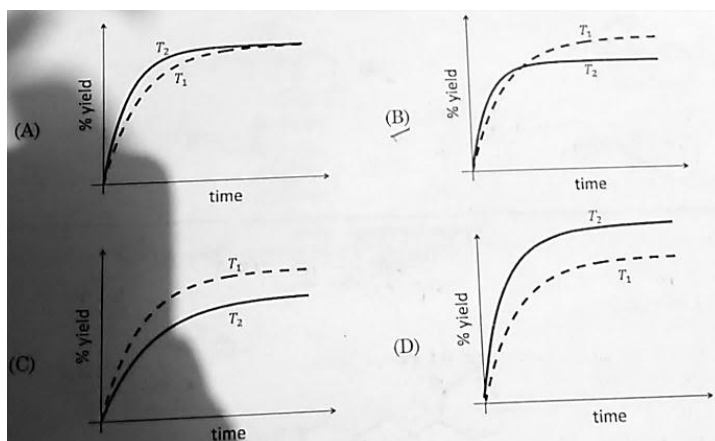 % yield
T₂
T₁
(A)
time
% yield
T₁
T₂
(B)
time
% yield
T₁
T₂
(C)
time
% yield
T₂
T₁
(D)
time